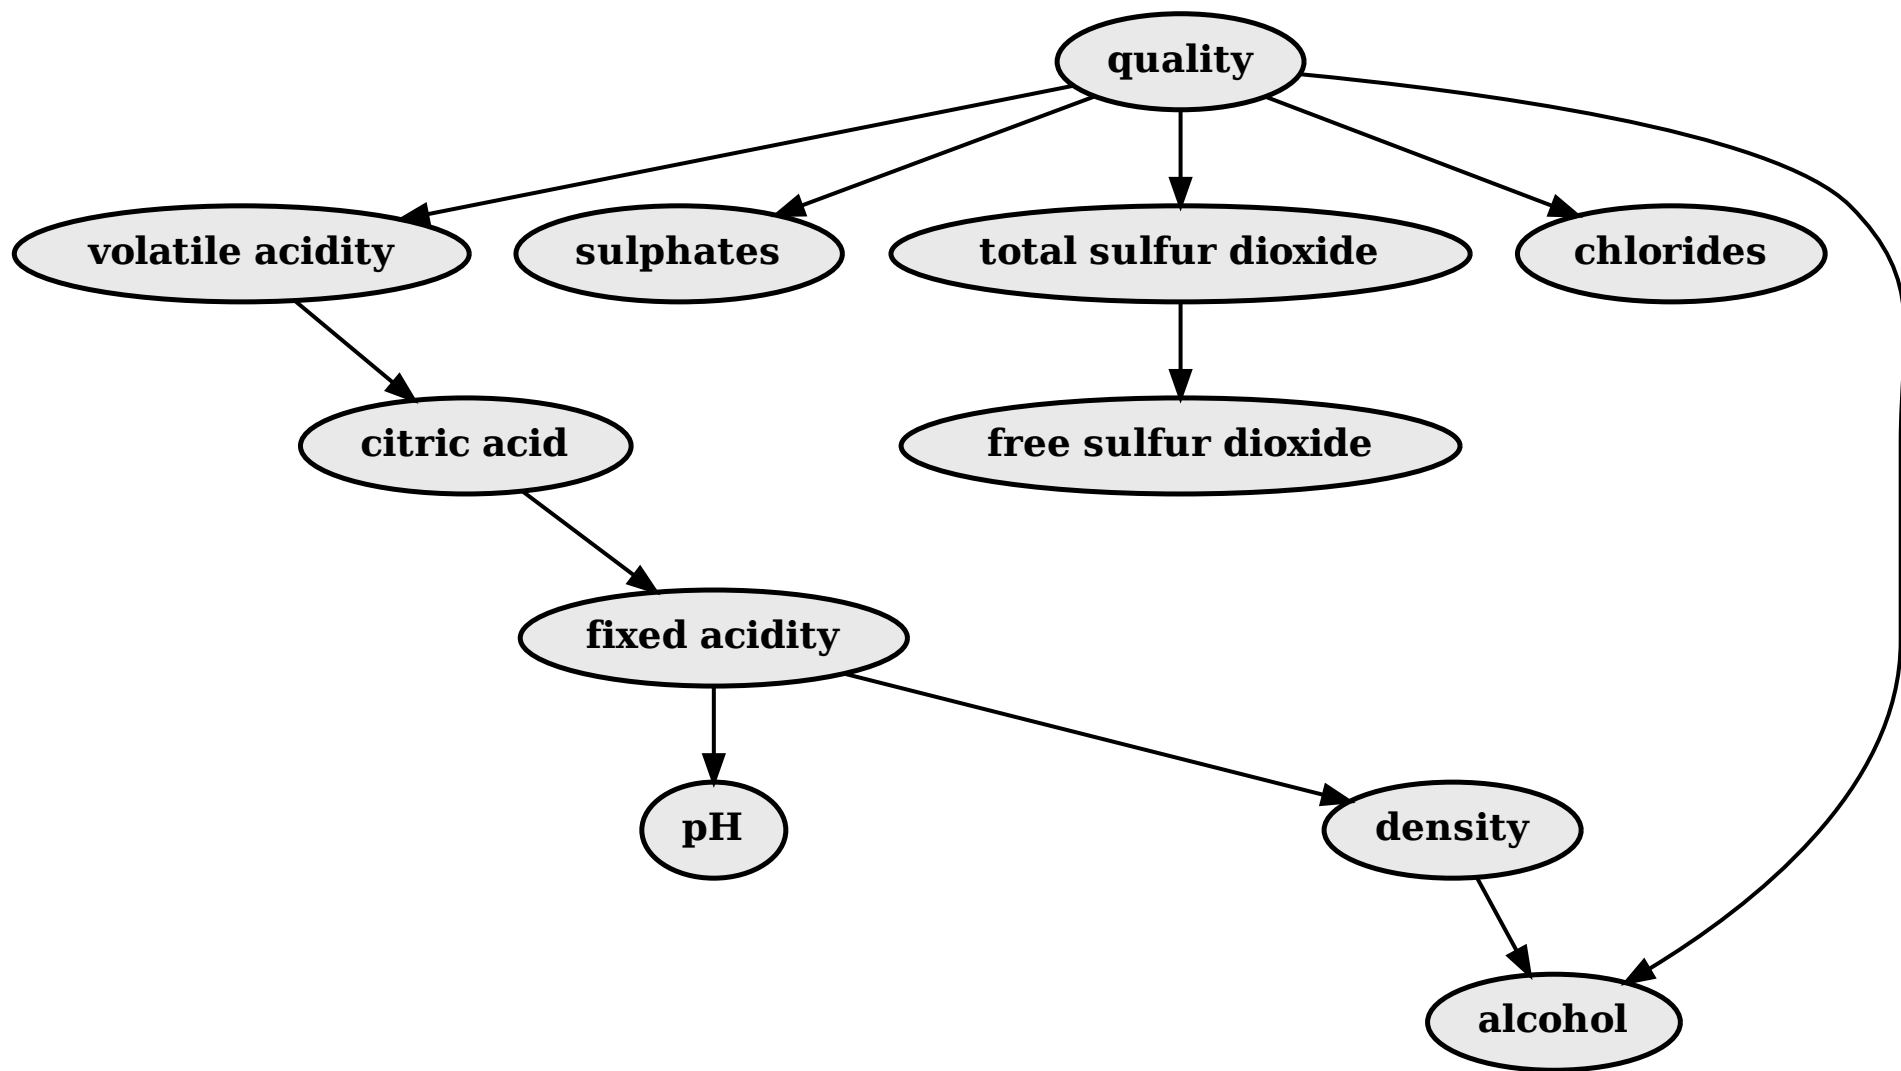 quality
volatile acidity
sulphates
total sulfur dioxide
chlorides
citric acid
free sulfur dioxide
fixed acidity
pH
density
alcohol